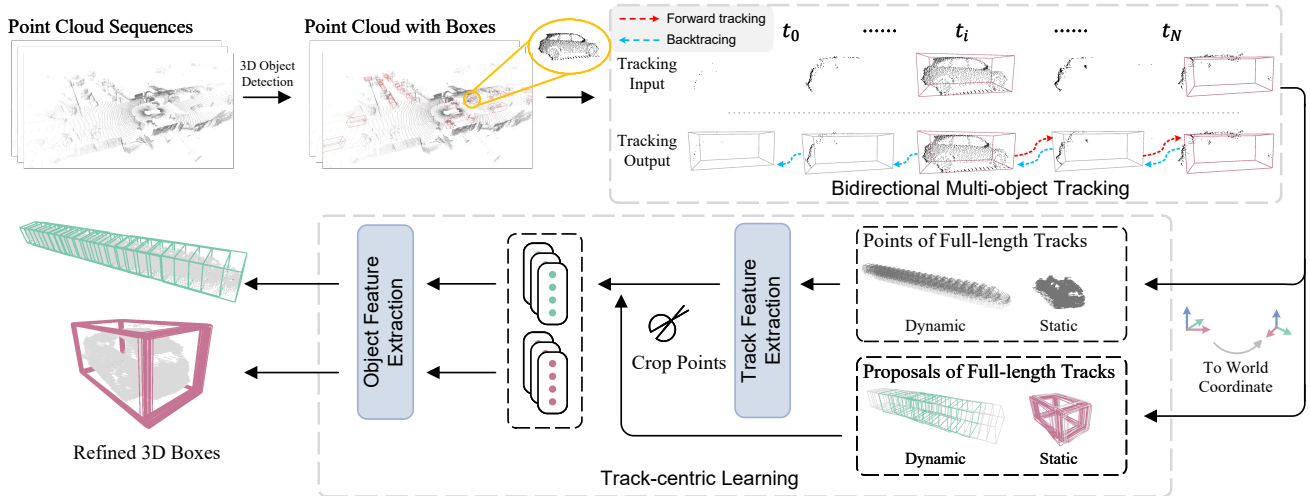 Point Cloud Sequences
3D Object
Detection
Point Cloud with Boxes
Forward tracking
Backtracing
t0
······
ti
······
tN
Tracking
Input
Tracking
Output
Bidirectional Multi-object Tracking
Points of Full-length Tracks
Dynamic
Static
Proposals of Full-length Tracks
Dynamic
Static
To World
Coordinate
Track Feature
Extraction
Crop Points
Object Feature
Extraction
Refined 3D Boxes
Track-centric Learning